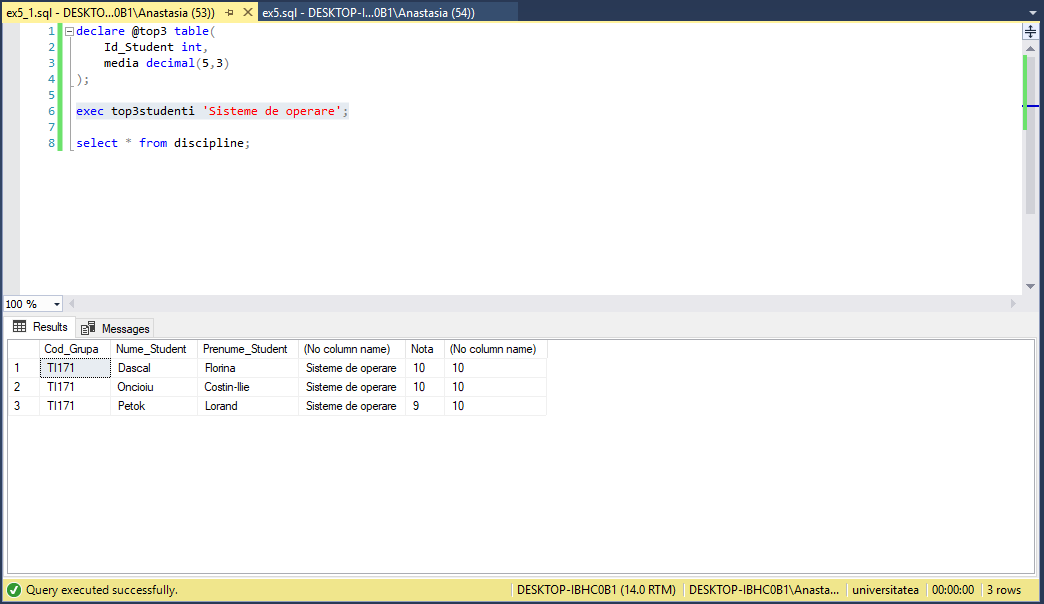 ex5_1.sql - DESKTO...0B1\Anastasia (53)) ex5.sql - DESKTOP-I...0B1\Anastasia (54))
1 declare @top3 table(
2 Id_Student int,
3 media decimal(5,3)
4 );
5
6 exec top3studenti 'Sisteme de operare';
7
8 select * from discipline;
100 %
Results Messages
Cod_Grupa Nume_Student Prenume_Student (No column name) Nota (No column name)
1 TI171 Dascal Florina Sisteme de operare 10 10
2 TI171 Oncioiu Costin-Ilie Sisteme de operare 10 10
3 TI171 Petok Lorand Sisteme de operare 9 10
Query executed successfully. DESKTOP-IBHC0B1 (14.0 RTM) DESKTOP-IBHC0B1\Anasta... universitatea 00:00:00 3 rows